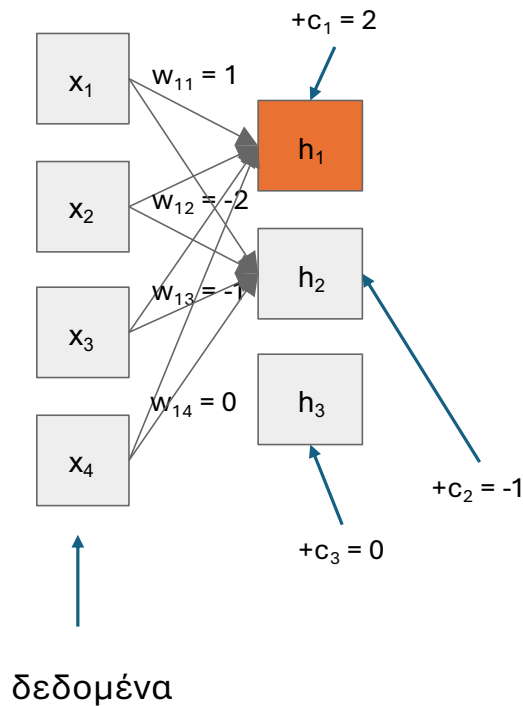 +c₁ = 2
x₁
w₁₁ = 1
h₁
x₂
w₁₂ = -2
h₂
x₃
w₁₃ = -1
h₃
w₁₄ = 0
x₄
+c₂ = -1
+c₃ = 0
δεδομένα